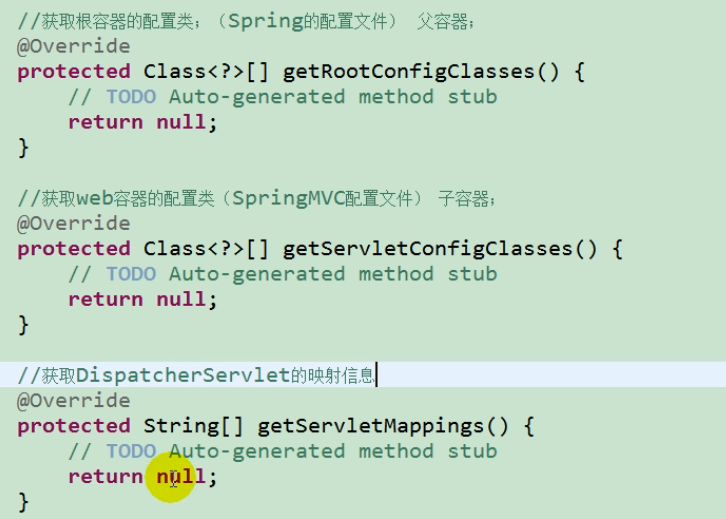 //获取根容器的配置类；（Spring的配置文件） 父容器；
@Override
protected Class<?>[] getRootConfigClasses() {
// TODO Auto-generated method stub
return null;
}
//获取web容器的配置类（SpringMVC配置文件） 子容器；
@Override
protected Class<?>[] getServletConfigClasses() {
// TODO Auto-generated method stub
return null;
}
//获取DispatcherServlet的映射信息
@Override
protected String[] getServletMappings() {
// TODO Auto-generated method stub
return null;
}